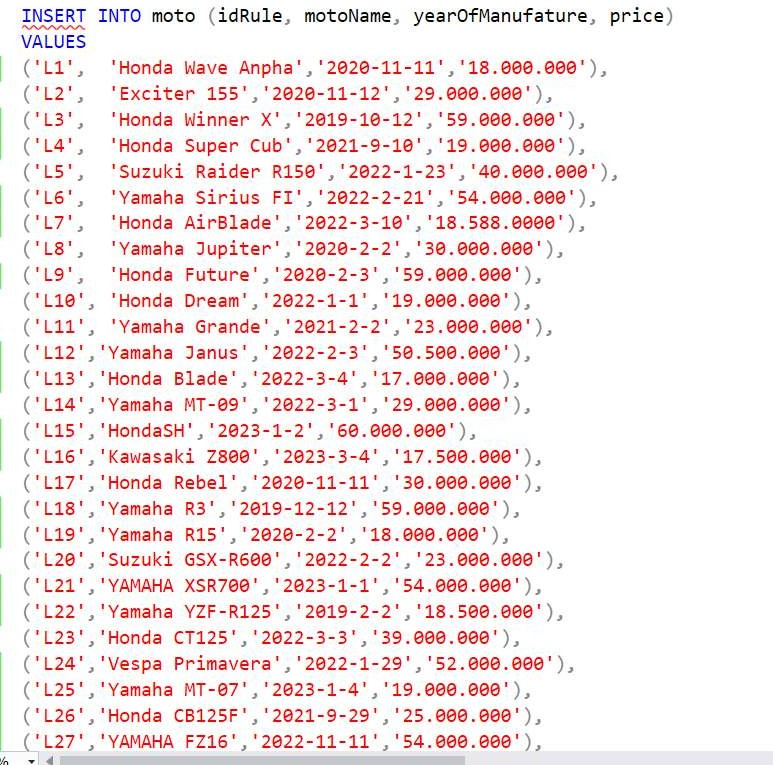 INSERT INTO moto (idRule, motoName, yearOfManufature, price)
VALUES
('L1',  'Honda Wave Anpha','2020-11-11','18.000.000'),
('L2',  'Exciter 155','2020-11-12','29.000.000'),
('L3',  'Honda Winner X','2019-10-12','59.000.000'),
('L4',  'Honda Super Cub','2021-9-10','19.000.000'),
('L5',  'Suzuki Raider R150','2022-1-23','40.000.000'),
('L6',  'Yamaha Sirius FI','2022-2-21','54.000.000'),
('L7',  'Honda AirBlade','2022-3-10','18.588.0000'),
('L8',  'Yamaha Jupiter','2020-2-2','30.000.000'),
('L9',  'Honda Future','2020-2-3','59.000.000'),
('L10', 'Honda Dream','2022-1-1','19.000.000'),
('L11', 'Yamaha Grande','2021-2-2','23.000.000'),
('L12','Yamaha Janus','2022-2-3','50.500.000'),
('L13','Honda Blade','2022-3-4','17.000.000'),
('L14','Yamaha MT-09','2022-3-1','29.000.000'),
('L15','HondaSH','2023-1-2','60.000.000'),
('L16','Kawasaki Z800','2023-3-4','17.500.000'),
('L17','Honda Rebel','2020-11-11','30.000.000'),
('L18','Yamaha R3','2019-12-12','59.000.000'),
('L19','Yamaha R15','2020-2-2','18.000.000'),
('L20','Suzuki GSX-R600','2022-2-2','23.000.000'),
('L21','YAMAHA XSR700','2023-1-1','54.000.000'),
('L22','Yamaha YZF-R125','2019-2-2','18.500.000'),
('L23','Honda CT125','2022-3-3','39.000.000'),
('L24','Vespa Primavera','2022-1-29','52.000.000'),
('L25','Yamaha MT-07','2023-1-4','19.000.000'),
('L26','Honda CB125F','2021-9-29','25.000.000'),
('L27','YAMAHA FZ16','2022-11-11','54.000.000'),
%